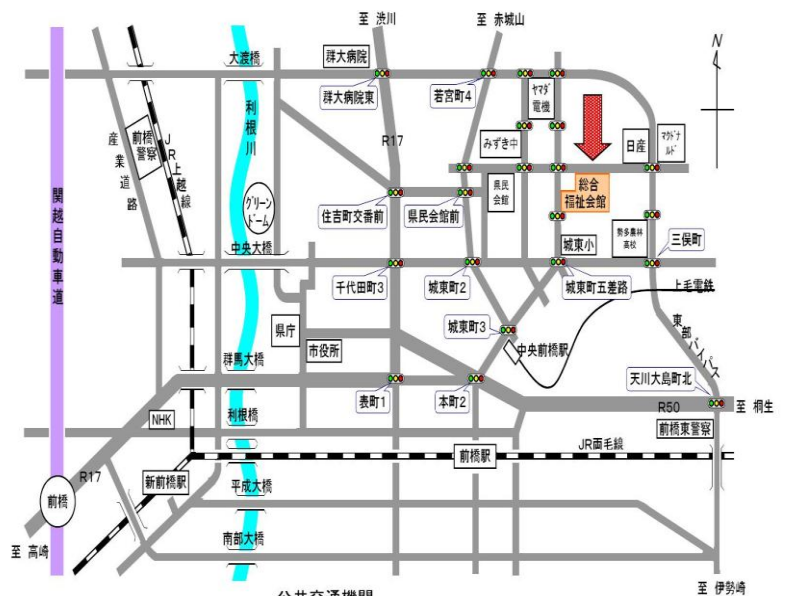 至 渋川
至 赤城山
N
大渡橋
群大病院
群大病院東
若宮町4
ヤマダ
電機
利根川
R17
前橋
警察
JR上越線
産業道路
関越自動車道
みずき中
日産
マクドナ
ルド
グリーン
ドーム
県民
会館
総合
福祉会館
住吉町交番前
県民会館前
勢多農林
高校
城東小
三俣町
中央大橋
千代田町3
城東町2
城東町五差路
上毛電鉄
県庁
市役所
城東町3
中央前橋駅
東部バイパス
群馬大橋
天川大島町北
表町1
本町2
R50
至 桐生
NHK
利根橋
前橋東警察
JR両毛線
前橋駅
R17
新前橋駅
平成大橋
前橋
南部大橋
至 高崎
至 伊勢崎
公共交通機関